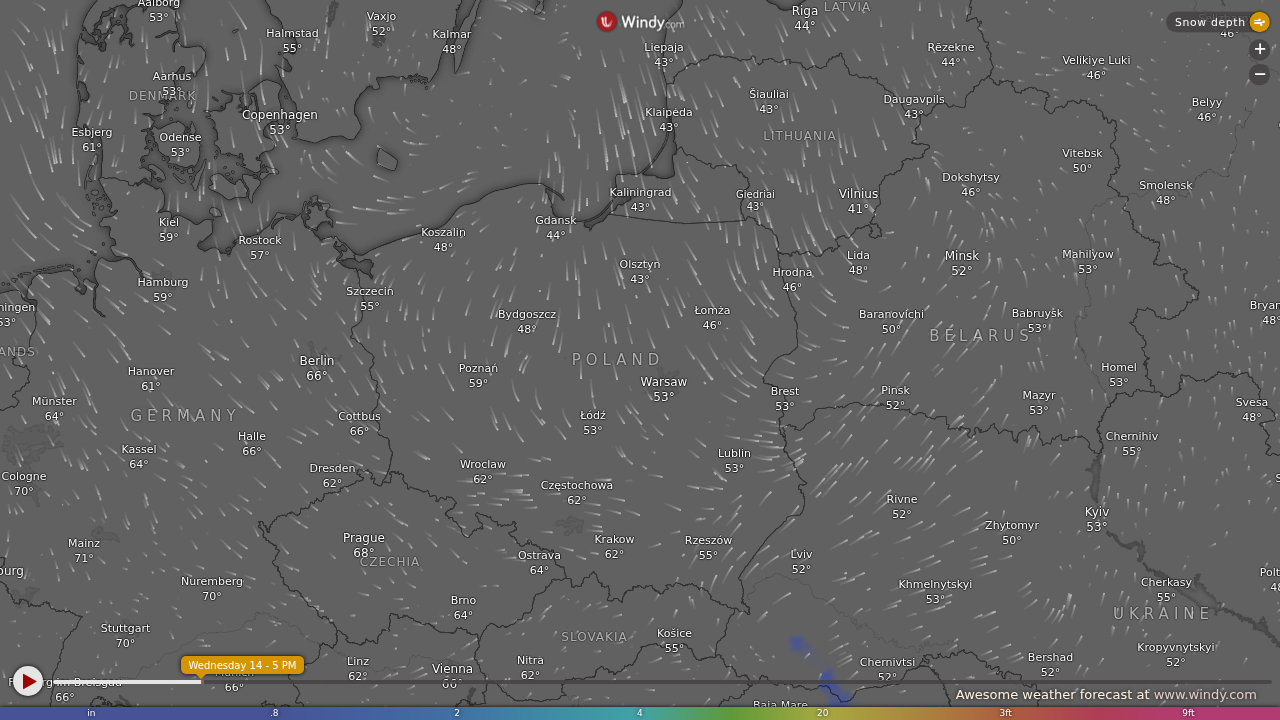 Aalborg
53°
Halmstad
55°
Vaxjo
52°
Kalmar
48°
Windy.com
Riga
44°
LATVIA
Snow depth
46°
+
−
Liepaja
43°
Rēzekne
44°
Velikiye Luki
46°
Aarhus
53°
DENMARK
Copenhagen
53°
Klaipėda
43°
Šiauliai
43°
Daugavpils
43°
Belyy
46°
LITHUANIA
Esbjerg
61°
Odense
53°
Vitebsk
50°
Dokshytsy
46°
Smolensk
48°
Kaliningrad
43°
Giedriai
43°
Vilnius
41°
Kiel
59°
Rostock
57°
Koszalin
48°
Gdansk
44°
Olsztyn
43°
Hrodna
46°
Lida
48°
Minsk
52°
Mahilyow
53°
Hamburg
59°
Szczecin
55°
Bydgoszcz
48°
Łomża
46°
Baranovichi
50°
Babruysk
53°
48°
53°
BELARUS
POLAND
Berlin
66°
Hanover
61°
Poznań
59°
Warsaw
53°
Brest
53°
Pinsk
52°
Mazyr
53°
Homel
53°
Münster
64°
GERMANY
Cottbus
66°
Łódź
53°
Svesa
48°
Kassel
64°
Halle
66°
Lublin
53°
Chernihiv
55°
Cologne
70°
Dresden
62°
Wroclaw
62°
Częstochowa
62°
Rivne
52°
Kyiv
53°
Zhytomyr
50°
Mainz
71°
Prague
68°
CZECHIA
Krakow
62°
Rzeszow
55°
Ostrava
64°
Lviv
52°
Nuremberg
70°
Khmelnytskyi
53°
Cherkasy
55°
Brno
64°
UKRAINE
Stuttgart
70°
SLOVAKIA
Košice
55°
Kropyvnytskyi
52°
Wednesday 14 - 5 PM
Linz
62°
Vienna
66°
Nitra
62°
Chernivtsi
52°
Bershad
52°
66°
66°
Awesome weather forecast at www.windy.com
Baia Mare
in
.8
2
4
20
3ft
9ft